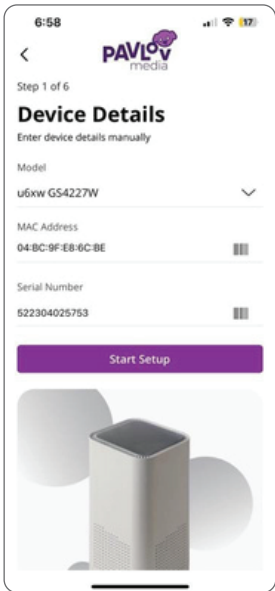 6:58
17
PAVLOV
media
Step 1 of 6
Device Details
Enter device details manually
Model
u6xw GS4227W
MAC Address
04:BC:9F:E8:6C:BE
Serial Number
522304025753
Start Setup